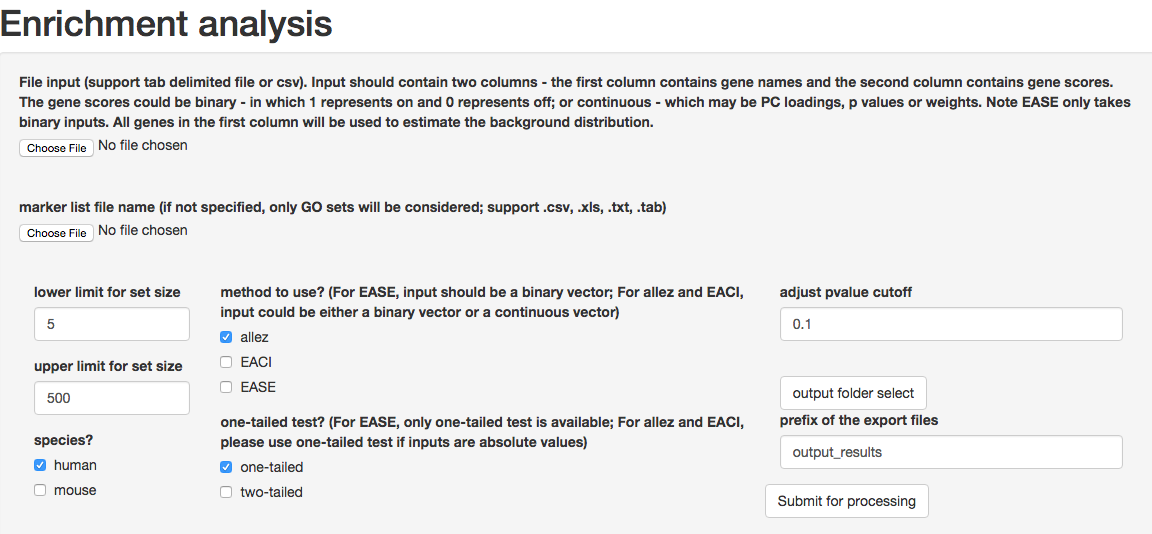 Enrichment analysis
File input (support tab delimited file or csv). Input should contain two columns - the first column contains gene names and the second column contains gene scores.
The gene scores could be binary - in which 1 represents on and 0 represents off; or continuous - which may be PC loadings, p values or weights. Note EASE only takes
binary inputs. All genes in the first column will be used to estimate the background distribution.
Choose File No file chosen
marker list file name (if not specified, only GO sets will be considered; support .csv, .xls, .txt, .tab)
Choose File No file chosen
lower limit for set size
5
upper limit for set size
500
species?
human
mouse
method to use? (For EASE, input should be a binary vector; For allez and EACI,
input could be either a binary vector or a continuous vector)
allez
EACI
EASE
one-tailed test? (For EASE, only one-tailed test is available; For allez and EACI,
please use one-tailed test if inputs are absolute values)
one-tailed
two-tailed
adjust pvalue cutoff
0.1
output folder select
prefix of the export files
output_results
Submit for processing